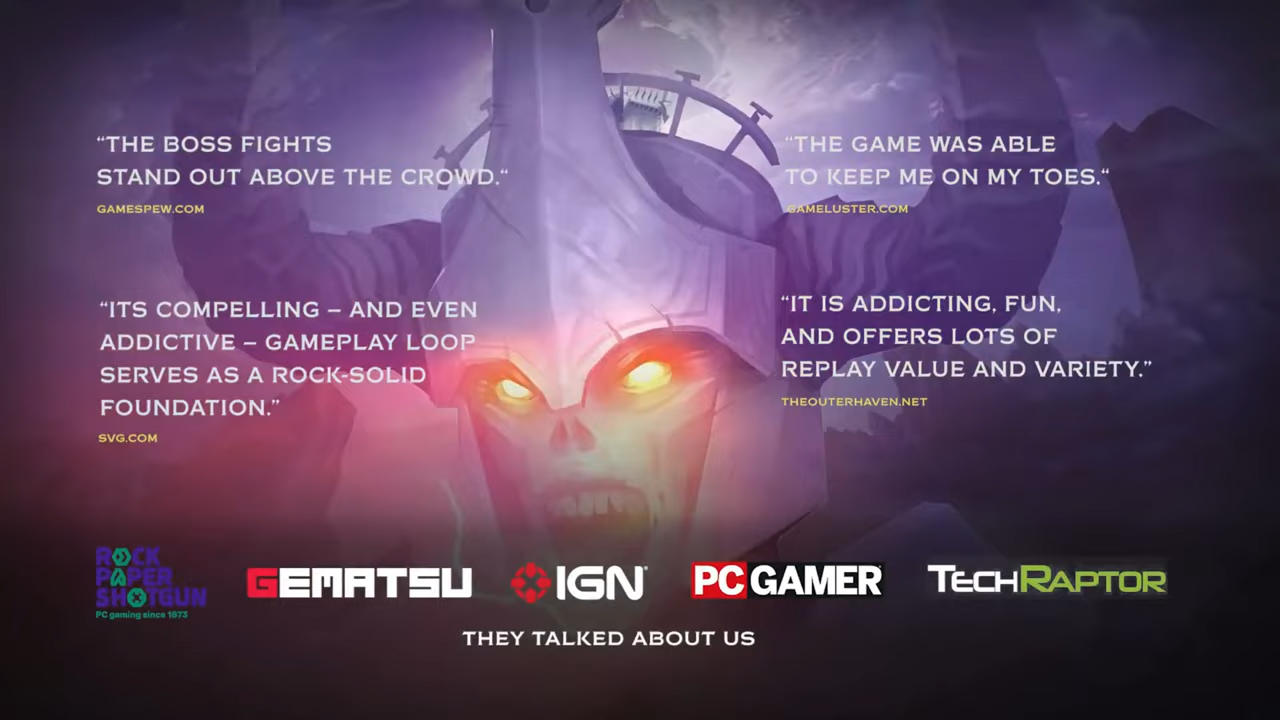 “THE BOSS FIGHTS
STAND OUT ABOVE THE CROWD.“
GAMESPEW.COM
“THE GAME WAS ABLE
TO KEEP ME ON MY TOES.“
GAMELUSTER.COM
“ITS COMPELLING – AND EVEN
ADDICTIVE – GAMEPLAY LOOP
SERVES AS A ROCK-SOLID
FOUNDATION.”
SVG.COM
“IT IS ADDICTING, FUN,
AND OFFERS LOTS OF
REPLAY VALUE AND VARIETY.”
THEOUTERHAVEN.NET
ROCK
PAPER
SHOTGUN
PC gaming since 1873
GEMATSU
IGN
PC GAMER
TECHRAPTOR
THEY TALKED ABOUT US